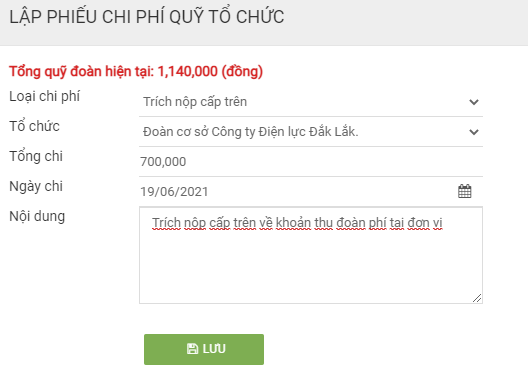 LẬP PHIẾU CHI PHÍ QUỸ TỔ CHỨC
Tổng quỹ đoàn hiện tại: 1,140,000 (đồng)
Loại chi phí Trích nộp cấp trên
Tổ chức Đoàn cơ sở Công ty Điện lực Đắk Lắk.
Tổng chi 700,000
Ngày chi 19/06/2021
Nội dung Trích nộp cấp trên về khoản thu đoàn phí tại đơn vị
LƯU